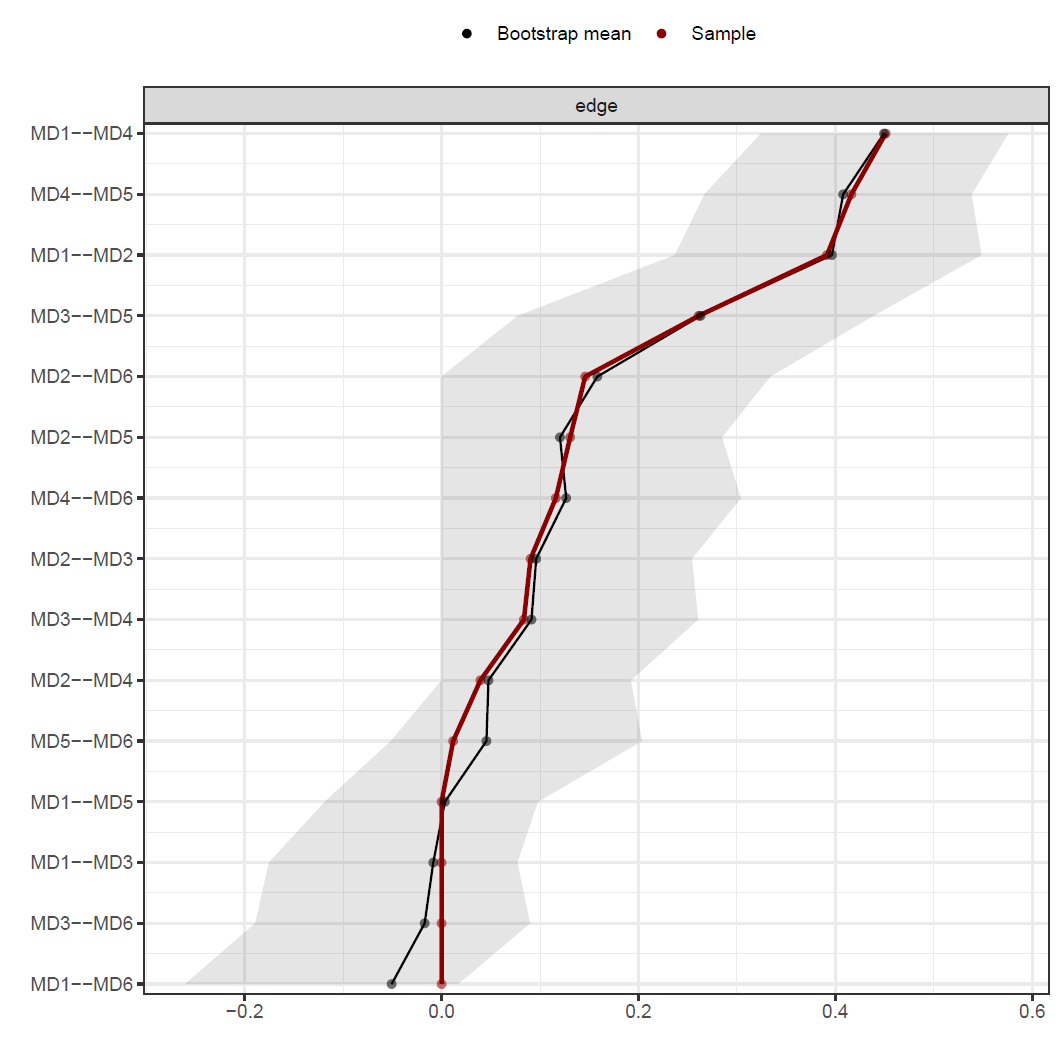 Bootstrap mean Sample
edge
MD1−−MD4
MD4−−MD5
MD1−−MD2
MD3−−MD5
MD2−−MD6
MD2−−MD5
MD4−−MD6
MD2−−MD3
MD3−−MD4
MD2−−MD4
MD5−−MD6
MD1−−MD5
MD1−−MD3
MD3−−MD6
MD1−−MD6
−0.2 0.0 0.2 0.4 0.6